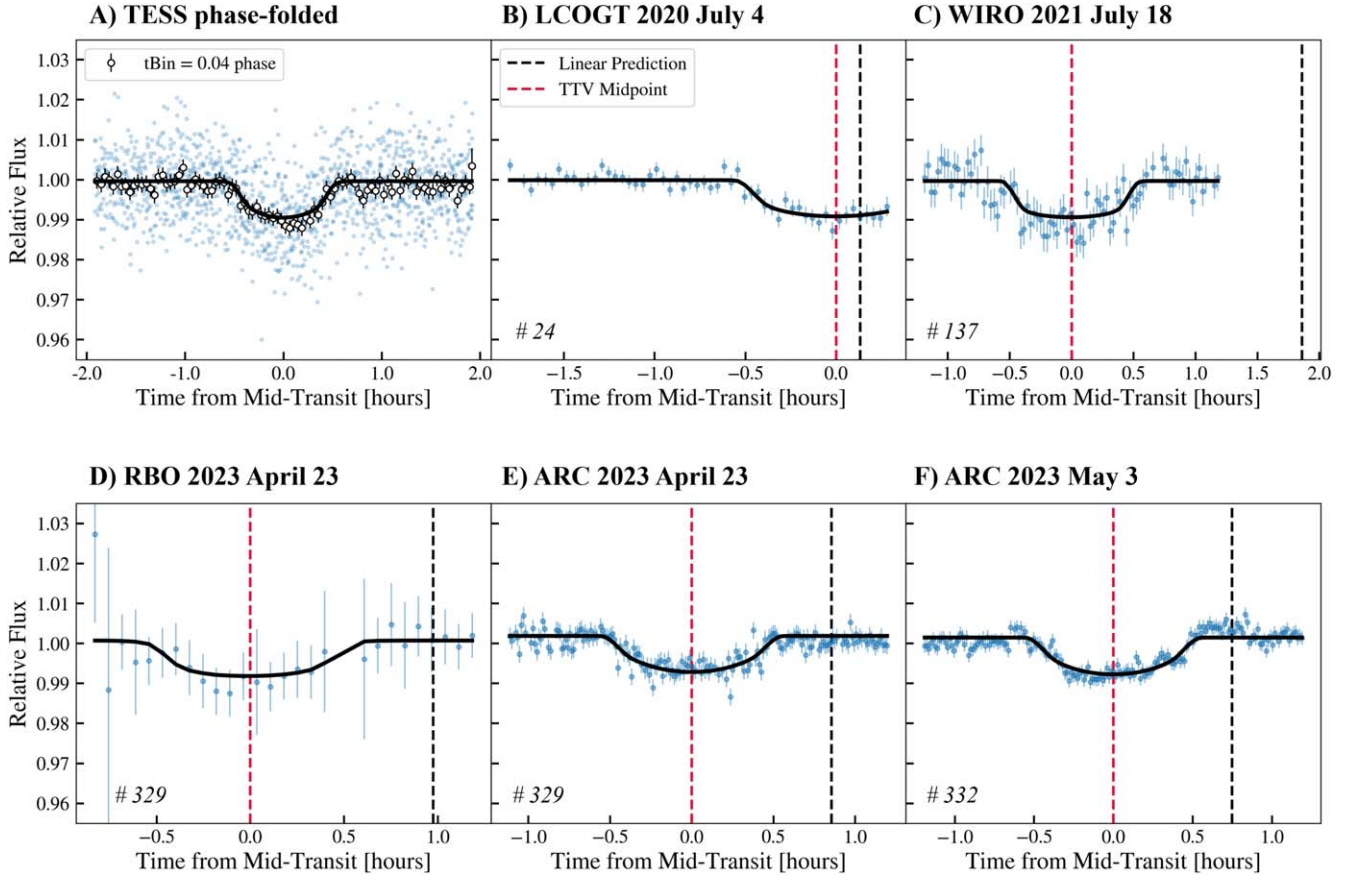 A) TESS phase-folded
B) LCOGT 2020 July 4
C) WIRO 2021 July 18
1.03
1.02
1.01
1.00
0.99
0.98
0.97
0.96
Relative Flux
tBin = 0.04 phase
Linear Prediction
TTV Midpoint
# 24
# 137
-2.0 -1.0 0.0 1.0 2.0
−1.5 −1.0 −0.5 0.0
−1.0 −0.5 0.0 0.5 1.0 1.5 2.0
Time from Mid-Transit [hours]
Time from Mid-Transit [hours]
Time from Mid-Transit [hours]
D) RBO 2023 April 23
E) ARC 2023 April 23
F) ARC 2023 May 3
1.03
1.02
1.01
1.00
0.99
0.98
0.97
0.96
Relative Flux
# 329
# 329
# 332
−0.5 0.0 0.5 1.0
−1.0 −0.5 0.0 0.5 1.0
−1.0 −0.5 0.0 0.5 1.0
Time from Mid-Transit [hours]
Time from Mid-Transit [hours]
Time from Mid-Transit [hours]